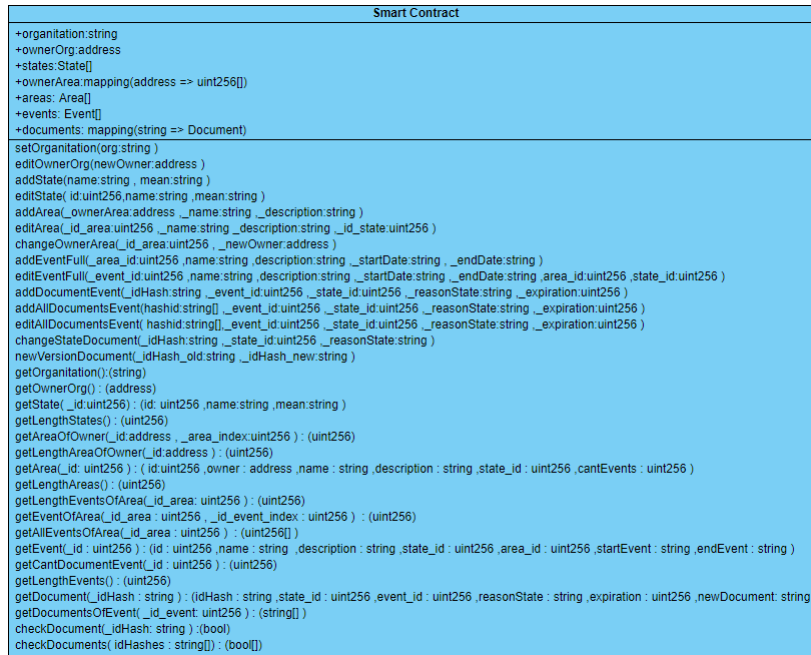 Smart Contract
+organitation:string
+ownerOrg:address
+states:State[]
+ownerArea:mapping(address => uint256[])
+areas: Area[]
+events: Event[]
+documents: mapping(string => Document)
setOrganitation(org:string )
editOwnerOrg(newOwner:address )
addState(name:string , mean:string )
editState( id:uint256,name:string ,mean:string )
addArea(_ownerArea:address ,_name:string ,_description:string )
editArea(_id_area:uint256 ,_name:string _description:string ,_id_state:uint256 )
changeOwnerArea(_id_area:uint256 , _newOwner:address )
addEventFull(_area_id:uint256 ,name:string ,description:string ,_startDate:string , _endDate:string )
editEventFull(_event_id:uint256 ,name:string ,description:string ,_startDate:string ,_endDate:string ,area_id:uint256 ,state_id:uint256 )
addDocumentEvent(_idHash:string ,_event_id:uint256 ,_state_id:uint256 ,_reasonState:string ,_expiration:uint256 )
addAllDocumentsEvent(hashid:string[] ,_event_id:uint256 ,_state_id:uint256 ,_reasonState:string ,_expiration:uint256 )
editAllDocumentsEvent( hashid:string[],_event_id:uint256 ,_state_id:uint256 ,_reasonState:string ,_expiration:uint256 )
changeStateDocument(_idHash:string ,_state_id:uint256 ,_reasonState:string )
newVersionDocument(_idHash_old:string ,_idHash_new:string )
getOrganitation():(string)
getOwnerOrg() : (address)
getState( _id:uint256) : (id: uint256 ,name:string ,mean:string )
getLengthStates() : (uint256)
getAreaOfOwner(_id:address , _area_index:uint256 ) : (uint256)
getLengthAreaOfOwner(_id:address ) : (uint256)
getArea(_id: uint256 ) : ( id:uint256 ,owner : address ,name : string ,description : string ,state_id : uint256 ,cantEvents : uint256 )
getLengthAreas() : (uint256)
getLengthEventsOfArea(_id_area: uint256 ) : (uint256)
getEventOfArea(_id_area : uint256 , _id_event_index : uint256 )  : (uint256)
getAllEventsOfArea(_id_area : uint256 )  : (uint256[] )
getEvent(_id : uint256 ) : (id : uint256 ,name : string  ,description : string ,state_id : uint256 ,area_id : uint256 ,startEvent : string ,endEvent : string )
getCantDocumentEvent(_id : uint256 ) : (uint256)
getLengthEvents() : (uint256)
getDocument(_idHash : string ) : (idHash : string ,state_id : uint256 ,event_id : uint256 ,reasonState : string ,expiration : uint256 ,newDocument: string
getDocumentsOfEvent( _id_event: uint256 ) : (string[] )
checkDocument(_idHash: string ) :(bool)
checkDocuments( idHashes : string[]) : (bool[])